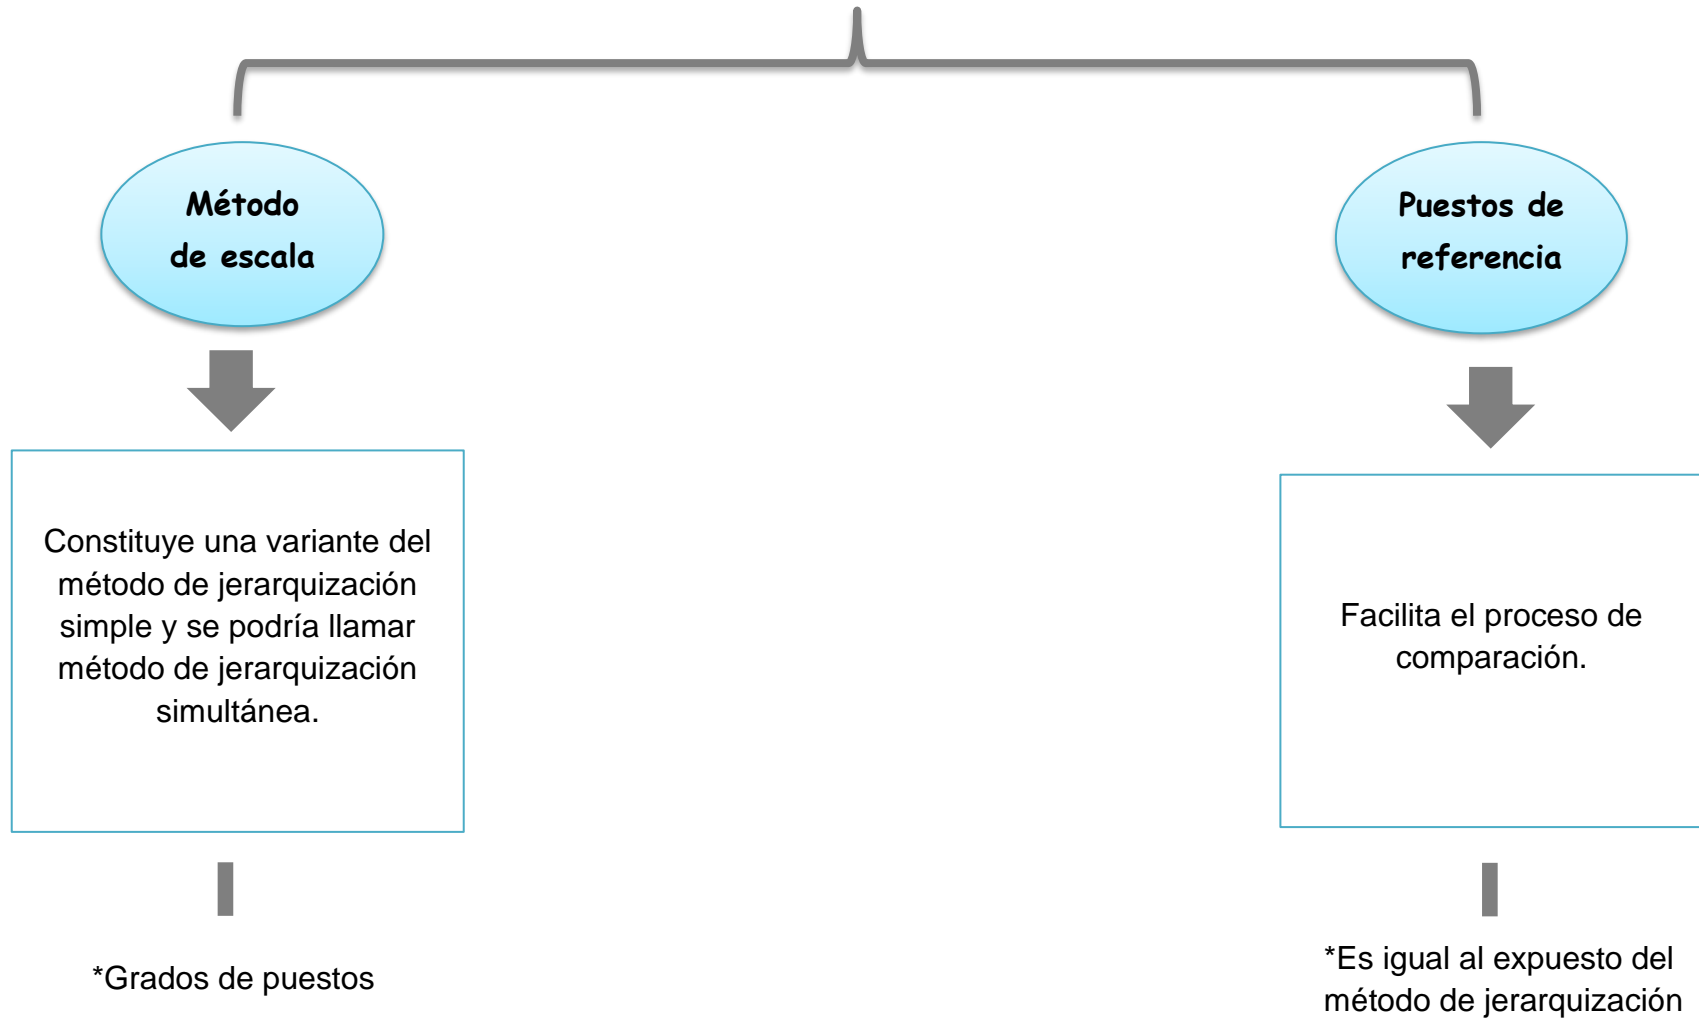 Método
de escala
Constituye una variante del
método de jerarquización
simple y se podría llamar
método de jerarquización
simultánea.
*Grados de puestos
Puestos de
referencia
Facilita el proceso de
comparación.
*Es igual al expuesto del
método de jerarquización